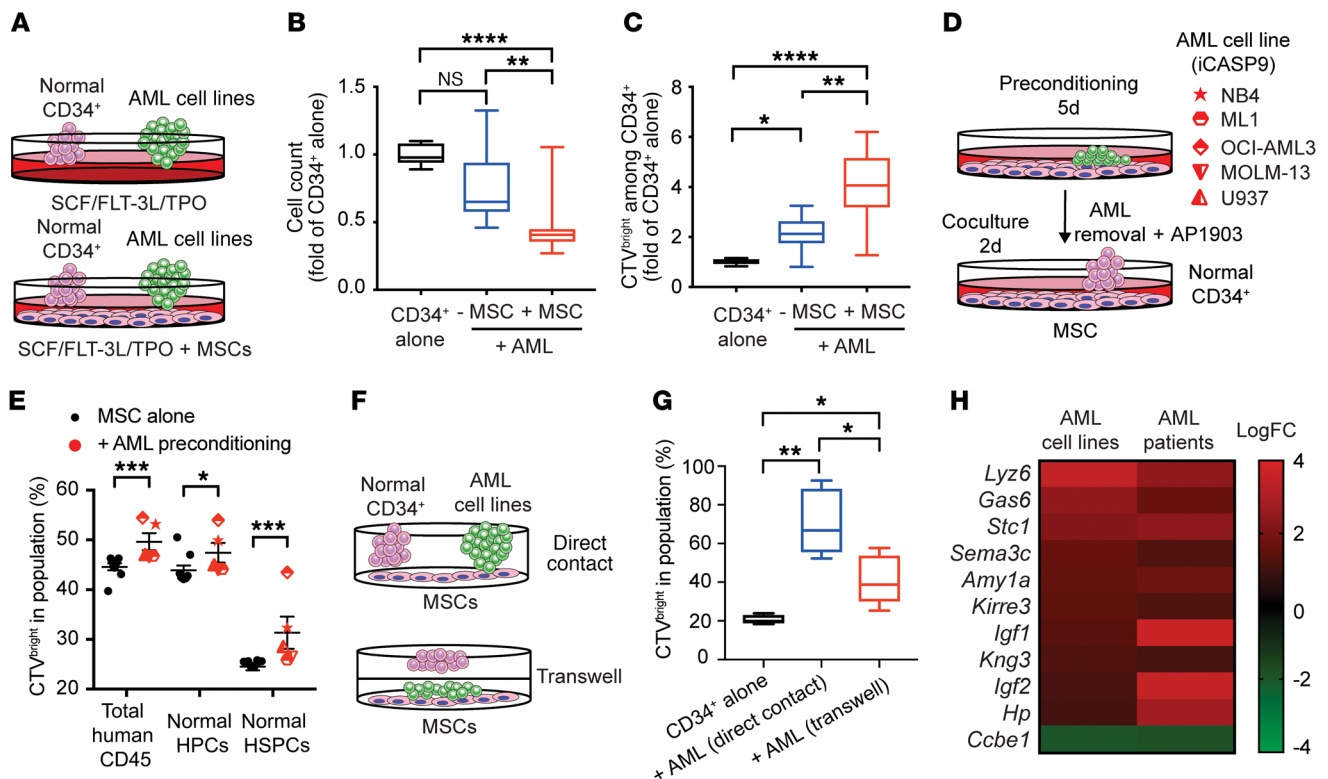 A
Normal
CD34⁺
AML cell lines
SCF/FLT-3L/TPO
Normal
CD34⁺
AML cell lines
SCF/FLT-3L/TPO + MSCs
B
Cell count
(fold of CD34⁺ alone)
1.5
1.0
0.5
0.0
****
**
NS
CD34⁺
alone
- MSC + MSC
+ AML
C
CTVbright among CD34⁺
(fold of CD34⁺ alone)
8
6
4
2
0
****
**
*
CD34⁺
alone
- MSC + MSC
+ AML
D
Preconditioning
5d
AML cell line
(iCASP9)
NB4
ML1
OCI-AML3
MOLM-13
U937
Coculture
2d
AML
removal + AP1903
Normal
CD34⁺
MSC
E
MSC alone
+ AML preconditioning
CTVbright in population (%)
60
50
40
30
20
***
*
***
Total
human
CD45
Normal
HPCs
Normal
HSPCs
F
Normal
CD34⁺
AML
cell lines
Direct
contact
MSCs
Transwell
MSCs
G
CTVbright in population (%)
100
80
60
40
20
0
*
*
**
CD34⁺ alone
+ AML (direct contact)
+ AML (transwell)
H
AML
cell lines
AML
patients
LogFC
Lyz6
Gas6
Stc1
Sema3c
Amy1a
Kirre3
Igf1
Kng3
Igf2
Hp
Ccbe1
4
2
0
-2
-4